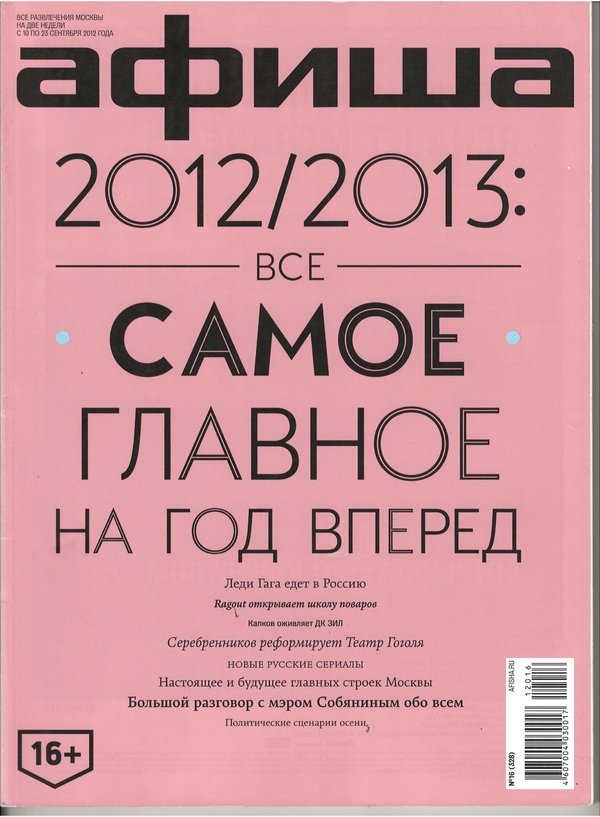 ВСЕ РАЗВЛЕЧЕНИЯ МОСКВЫ
НА ДВЕ НЕДЕЛИ
С 10 ПО 23 СЕНТЯБРЯ 2012 ГОДА
афиша
2012/2013:
ВСЕ
САМОЕ
ГЛАВНОЕ
НА ГОД ВПЕРЕД
Леди Гага едет в Россию
Ragout открывает школу поваров
Капков оживляет ДК ЗИЛ
Серебренников реформирует Театр Гоголя
НОВЫЕ РУССКИЕ СЕРИАЛЫ
Настоящее и будущее главных строек Москвы
Большой разговор с мэром Собяниным обо всем
Политические сценарии осени
16+
№16 (328)
AFISHA.RU
12016
4607004030017